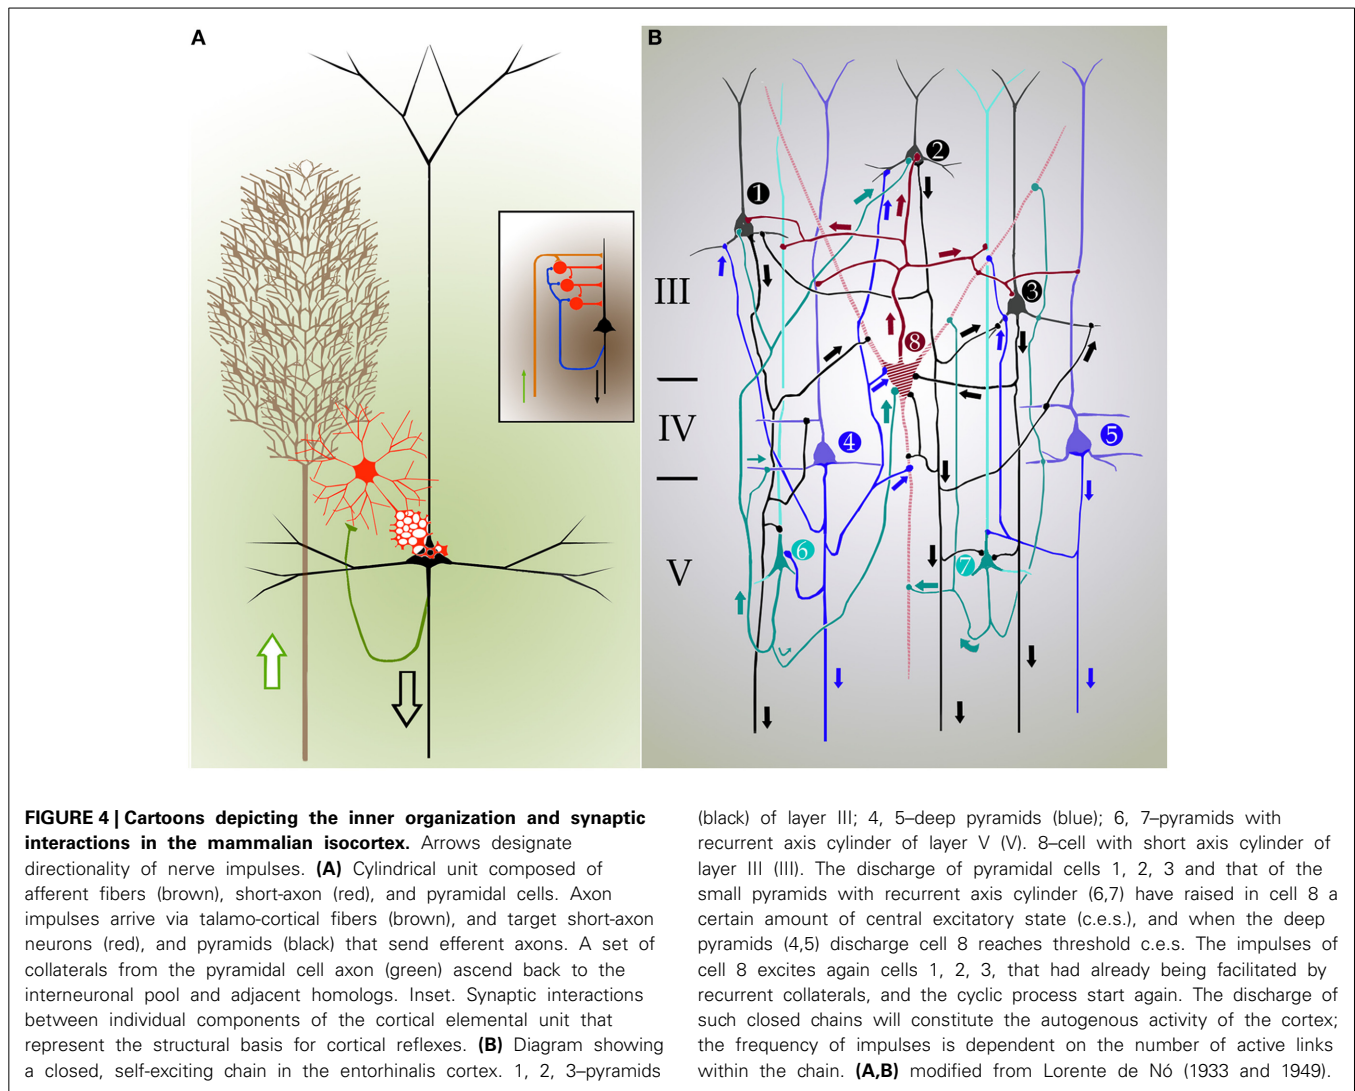 A
B
1
2
3
III
8
IV
4
5
V
6
7
FIGURE 4 | Cartoons depicting the inner organization and synaptic
interactions in the mammalian isocortex. Arrows designate
directionality of nerve impulses. (A) Cylindrical unit composed of
afferent fibers (brown), short-axon (red), and pyramidal cells. Axon
impulses arrive via talamo-cortical fibers (brown), and target short-axon
neurons (red), and pyramids (black) that send efferent axons. A set of
collaterals from the pyramidal cell axon (green) ascend back to the
interneuronal pool and adjacent homologs. Inset. Synaptic interactions
between individual components of the cortical elemental unit that
represent the structural basis for cortical reflexes. (B) Diagram showing
a closed, self-exciting chain in the entorhinalis cortex. 1, 2, 3–pyramids
(black) of layer III; 4, 5–deep pyramids (blue); 6, 7–pyramids with
recurrent axis cylinder of layer V (V). 8–cell with short axis cylinder of
layer III (III). The discharge of pyramidal cells 1, 2, 3 and that of the
small pyramids with recurrent axis cylinder (6,7) have raised in cell 8 a
certain amount of central excitatory state (c.e.s.), and when the deep
pyramids (4,5) discharge cell 8 reaches threshold c.e.s. The impulses of
cell 8 excites again cells 1, 2, 3, that had already being facilitated by
recurrent collaterals, and the cyclic process start again. The discharge of
such closed chains will constitute the autogenous activity of the cortex;
the frequency of impulses is dependent on the number of active links
within the chain. (A,B) modified from Lorente de Nó (1933 and 1949).